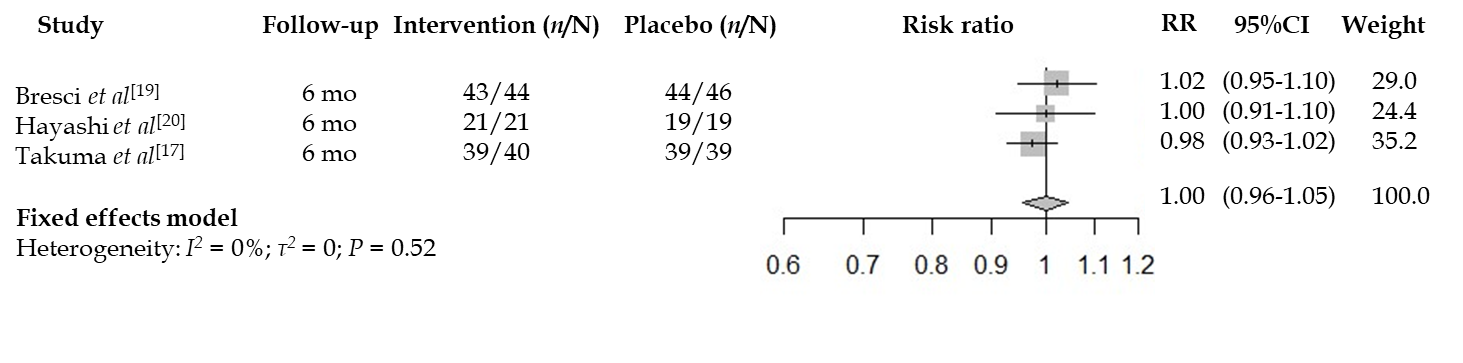 Study Follow-up Intervention (n/N) Placebo (n/N) Risk ratio RR 95%CI Weight
Bresci et al[19] 6 mo 43/44 44/46 1.02 (0.95-1.10) 29.0
Hayashi et al[20] 6 mo 21/21 19/19 1.00 (0.91-1.10) 24.4
Takuma et al[17] 6 mo 39/40 39/39 0.98 (0.93-1.02) 35.2
1.00 (0.96-1.05) 100.0
Fixed effects model
Heterogeneity: I2 = 0%; τ2 = 0; P = 0.52
0.6 0.7 0.8 0.9 1 1.1 1.2